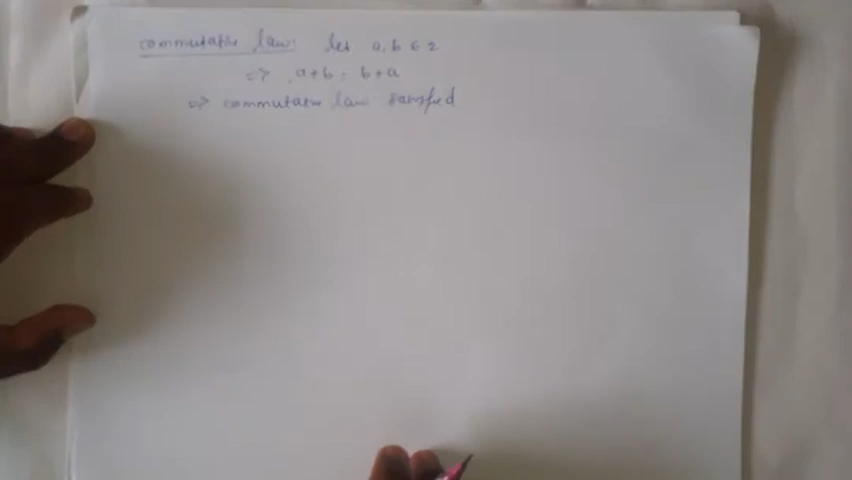 commutative law: let a, b ∈ z
=> a+b = b+a
=> commutative law satisfied